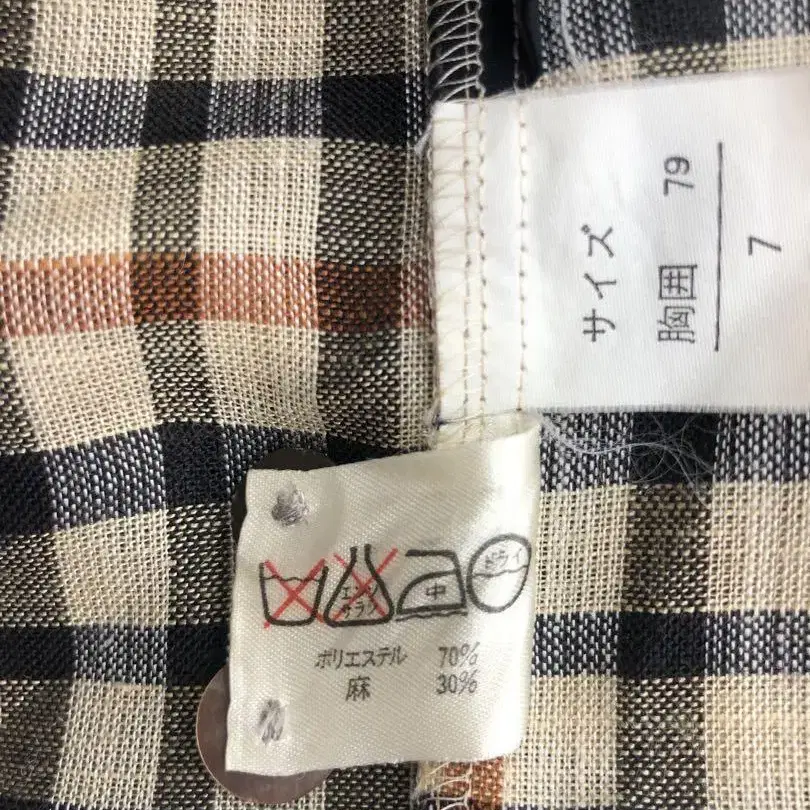 サイズ
胸囲 79
7
エンソ
サラシ
中
ドライ
ポリエステル 70%
麻 30%